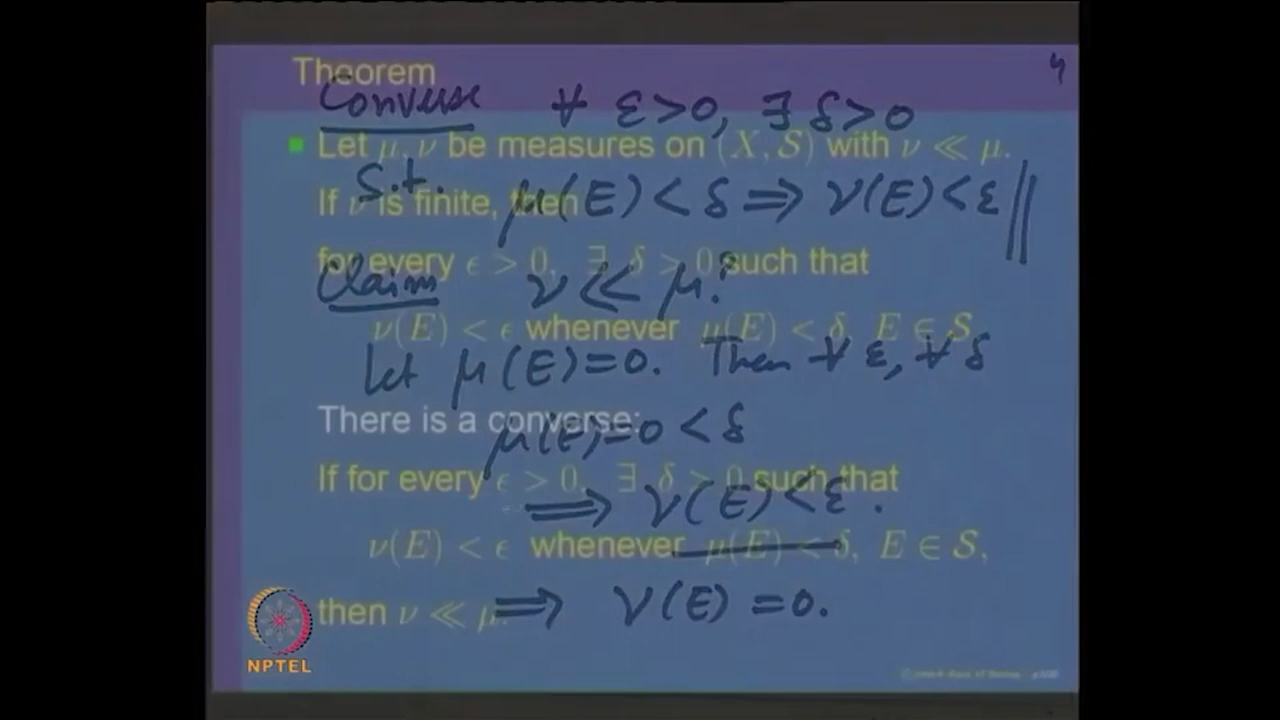 Theorem
Converse ∀ ε>0, ∃ δ>0
Let μ, ν be measures on (X, S) with ν ≪ μ.
S.t. μ(E) < δ ⟹ ν(E) < ε
If ν is finite, then
for every ϵ > 0, ∃ δ > 0 such that
Claim ν ≪ μ!
ν(E) < ϵ whenever μ(E) < δ, E ∈ S
Let μ(E)=0. Then ∀ ε, ∀ δ
There is a converse:
μ(E)=0 < δ
If for every ϵ > 0, ∃ δ > 0 such that
⟹ ν(E) < ε.
ν(E) < ϵ whenever μ(E) < δ, E ∈ S,
then ν ≪ μ.
⟹ ν(E) = 0.
NPTEL